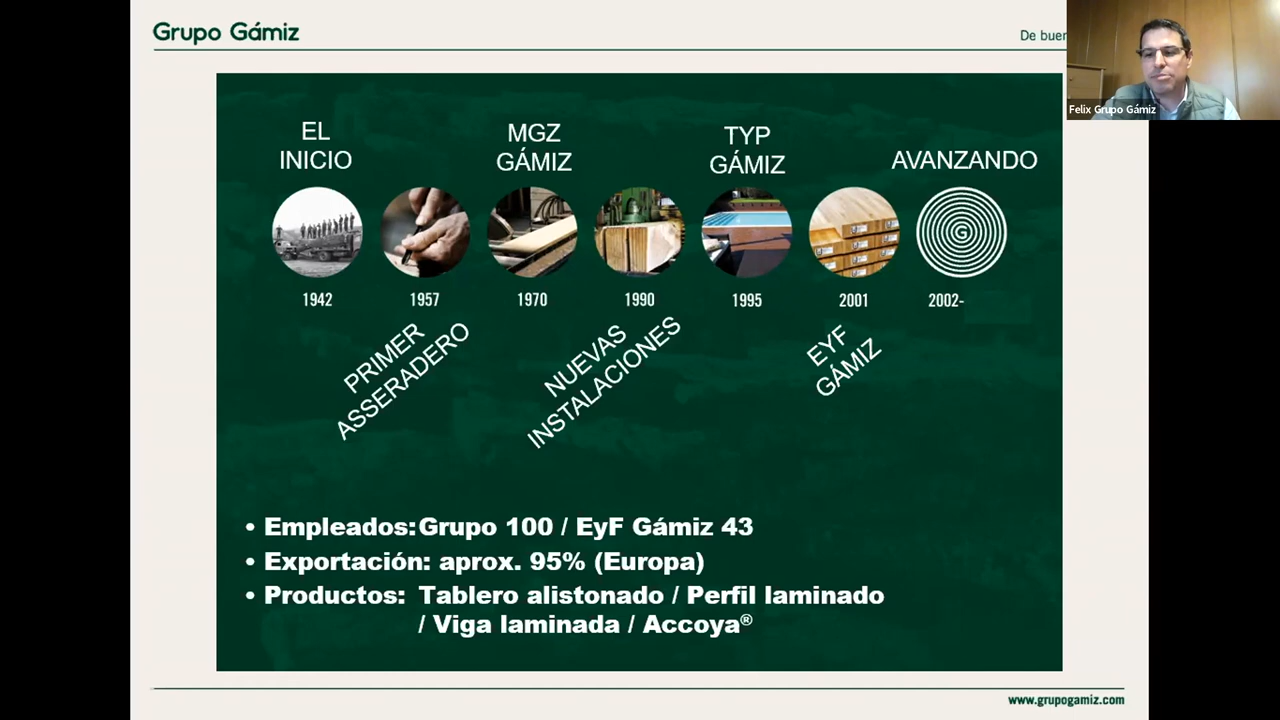 Grupo Gámiz
De buen
Felix Grupo Gámiz
EL
INICIO
MGZ
GÁMIZ
TYP
GÁMIZ
AVANZANDO
1942
1957
1970
1990
1995
2001
2002-
PRIMER
ASSERADERO
NUEVAS
INSTALACIONES
EYF
GÁMIZ
• Empleados: Grupo 100 / EyF Gámiz 43
• Exportación: aprox. 95% (Europa)
• Productos: Tablero alistonado / Perfil laminado
/ Viga laminada / Accoya®
www.grupogamiz.com